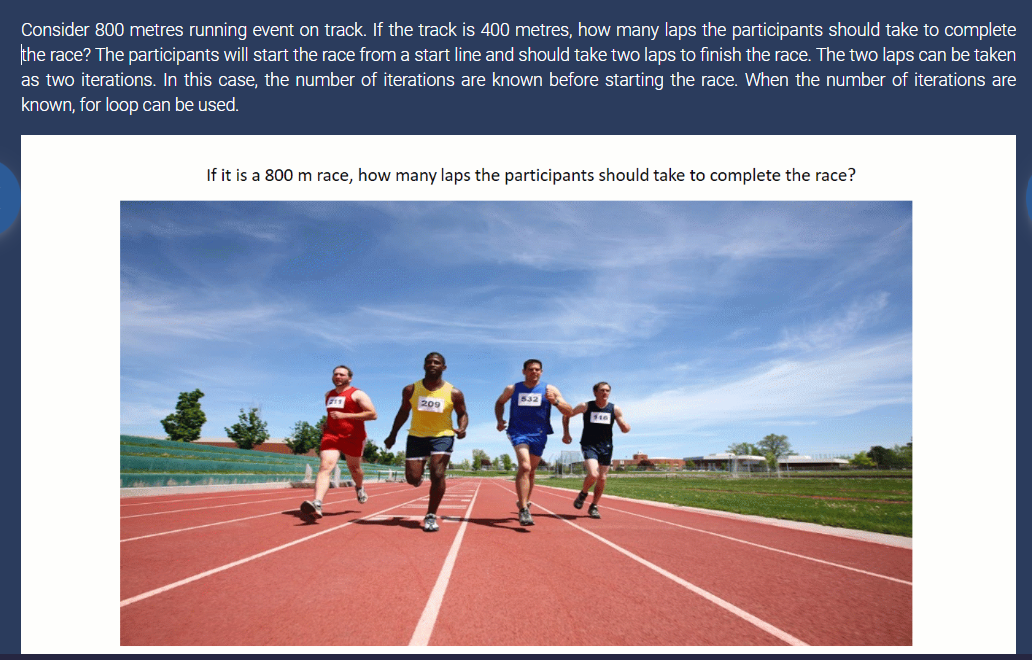 Consider 800 metres running event on track. If the track is 400 metres, how many laps the participants should take to complete
the race? The participants will start the race from a start line and should take two laps to finish the race. The two laps can be taken
as two iterations. In this case, the number of iterations are known before starting the race. When the number of iterations are
known, for loop can be used.
If it is a 800 m race, how many laps the participants should take to complete the race?
211
209
532